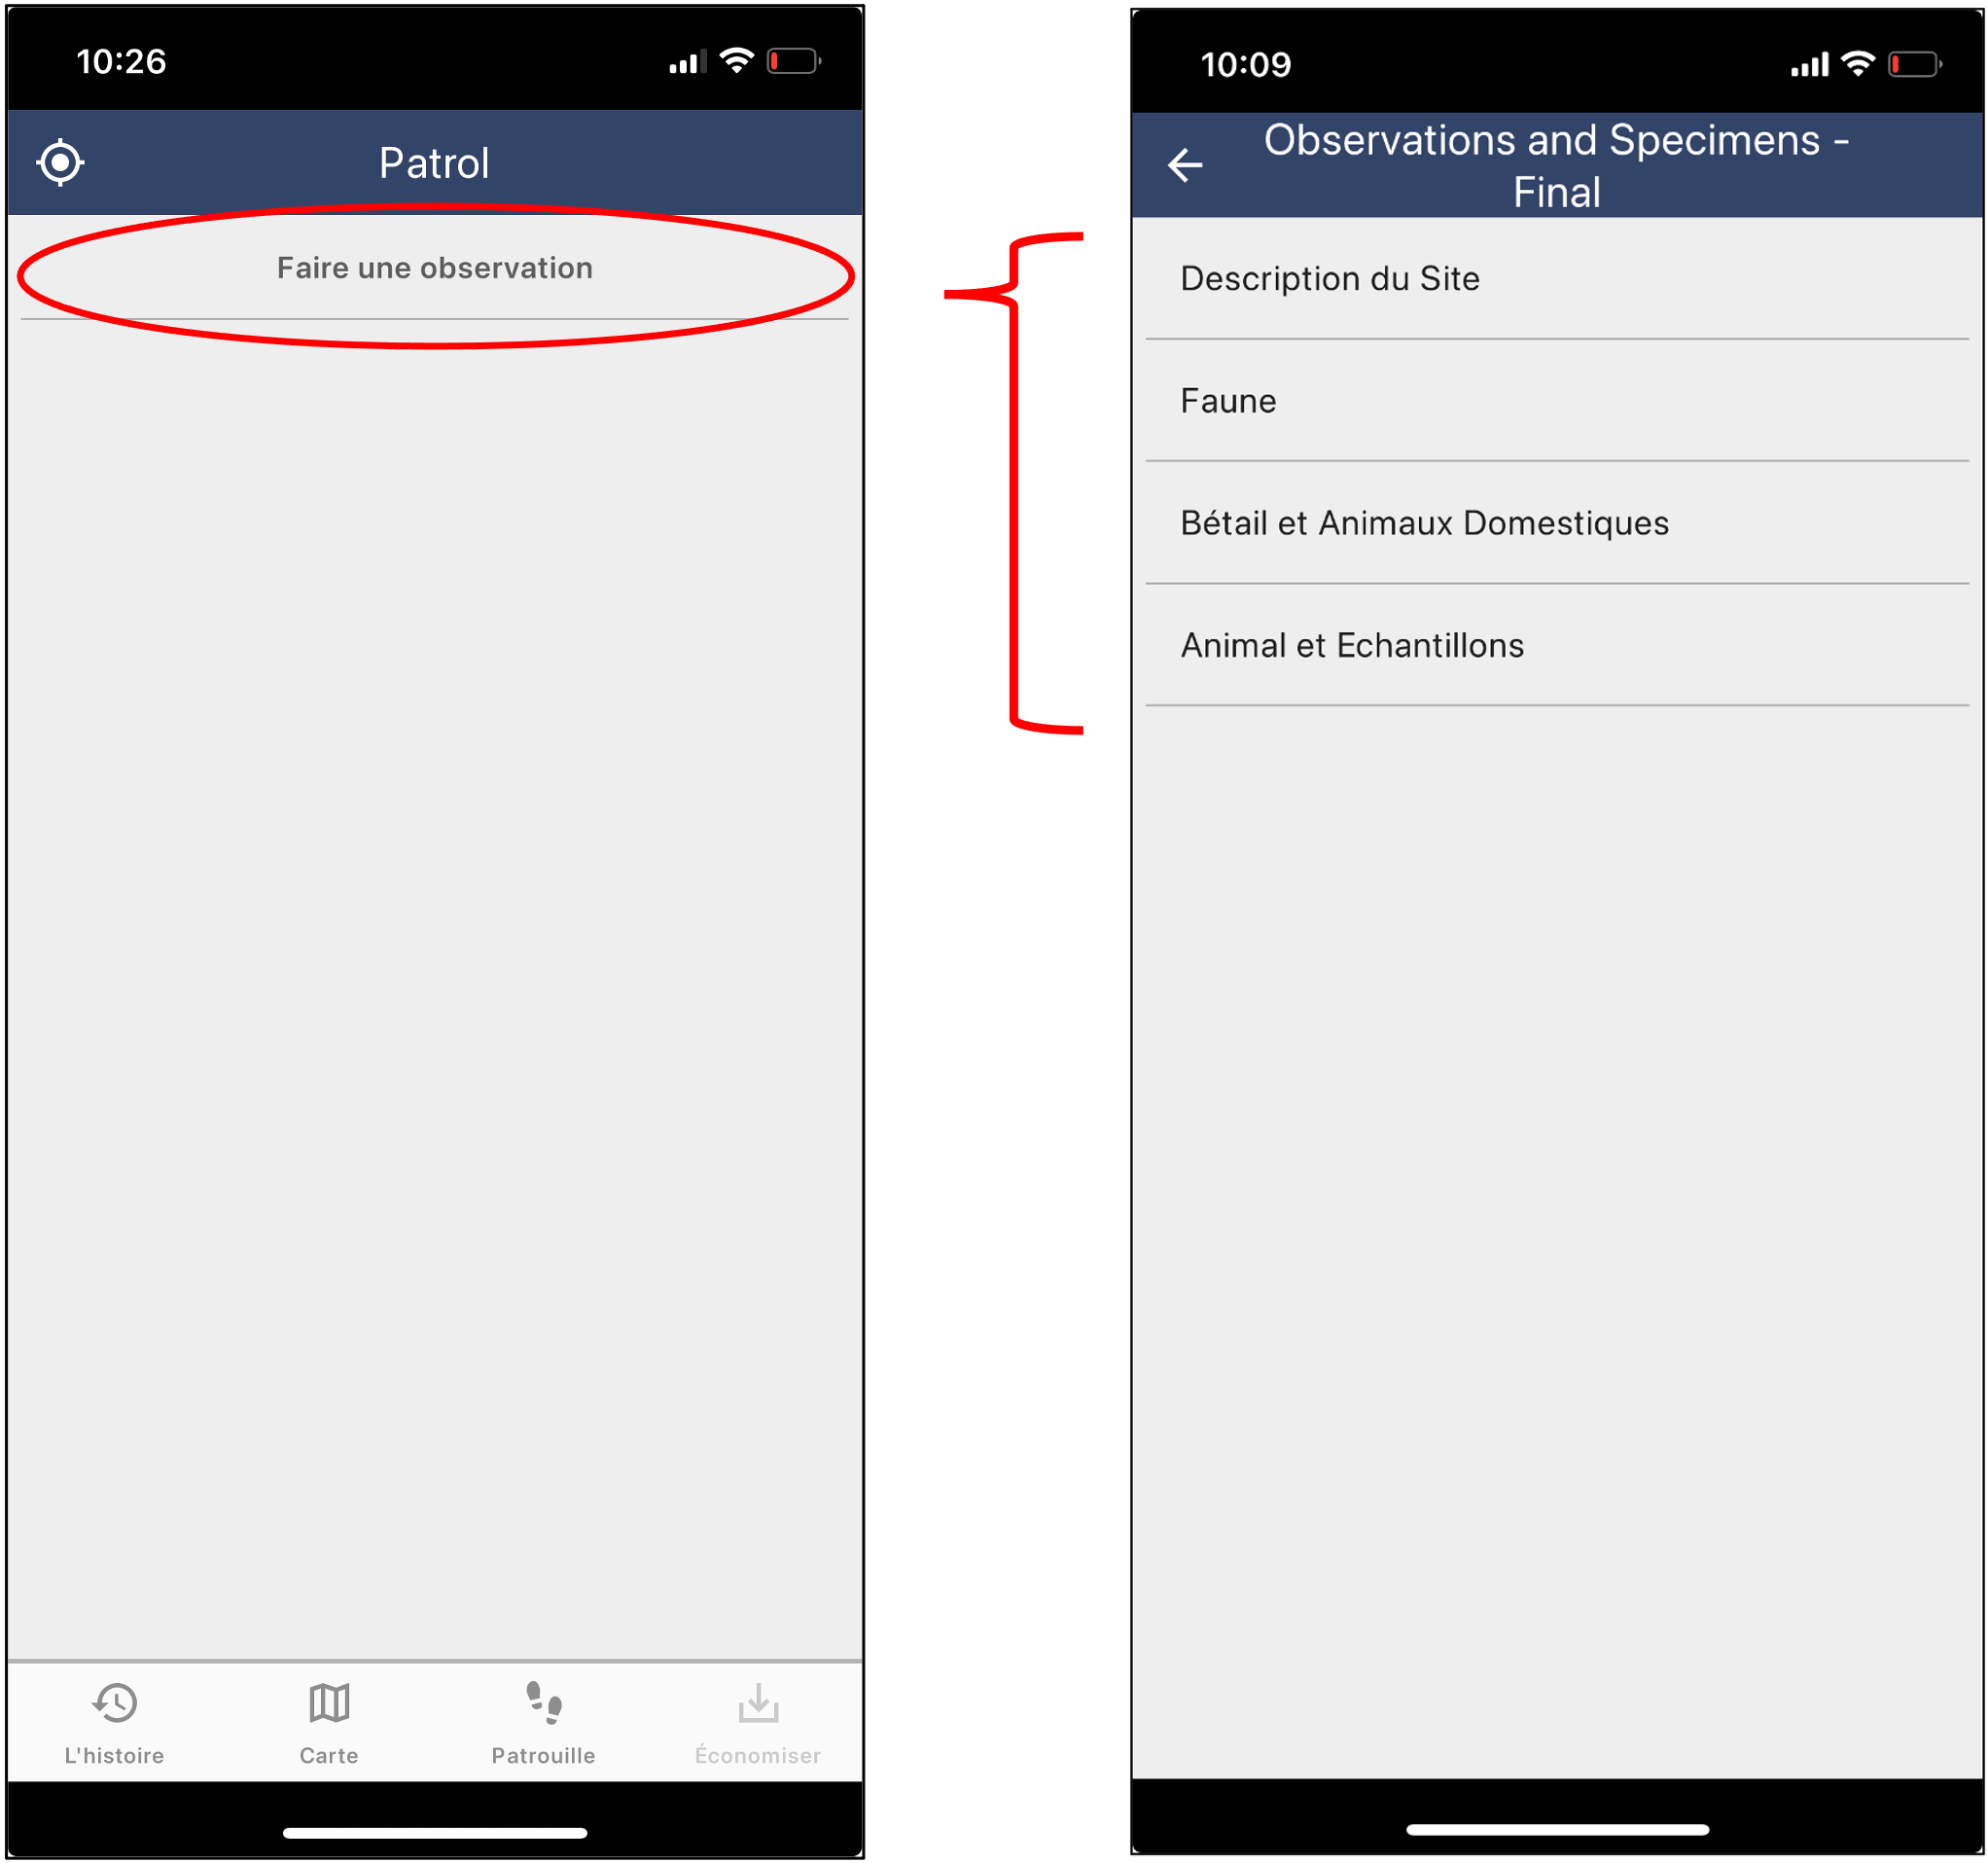 10:26
Patrol
Faire une observation
L'histoire
Carte
Patrouille
Économiser
10:09
Observations and Specimens -
Final
Description du Site
Faune
Bétail et Animaux Domestiques
Animal et Echantillons